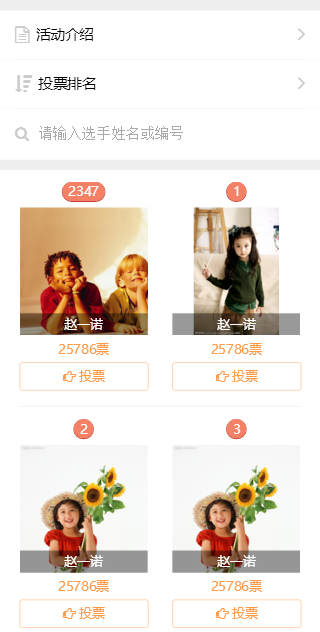 活动介绍
投票排名
请输入选手姓名或编号
2347
1
赵一诺
赵一诺
25786票
25786票
投票
投票
2
3
赵一诺
赵一诺
25786票
25786票
投票
投票